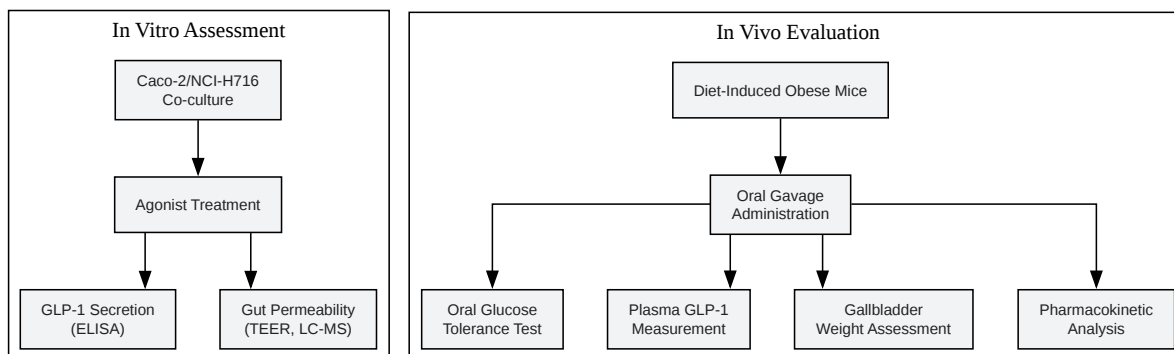 In Vitro Assessment
Caco-2/NCI-H716
Co-culture
Agonist Treatment
GLP-1 Secretion
(ELISA)
Gut Permeability
(TEER, LC-MS)
In Vivo Evaluation
Diet-Induced Obese Mice
Oral Gavage
Administration
Oral Glucose
Tolerance Test
Plasma GLP-1
Measurement
Gallbladder
Weight Assessment
Pharmacokinetic
Analysis